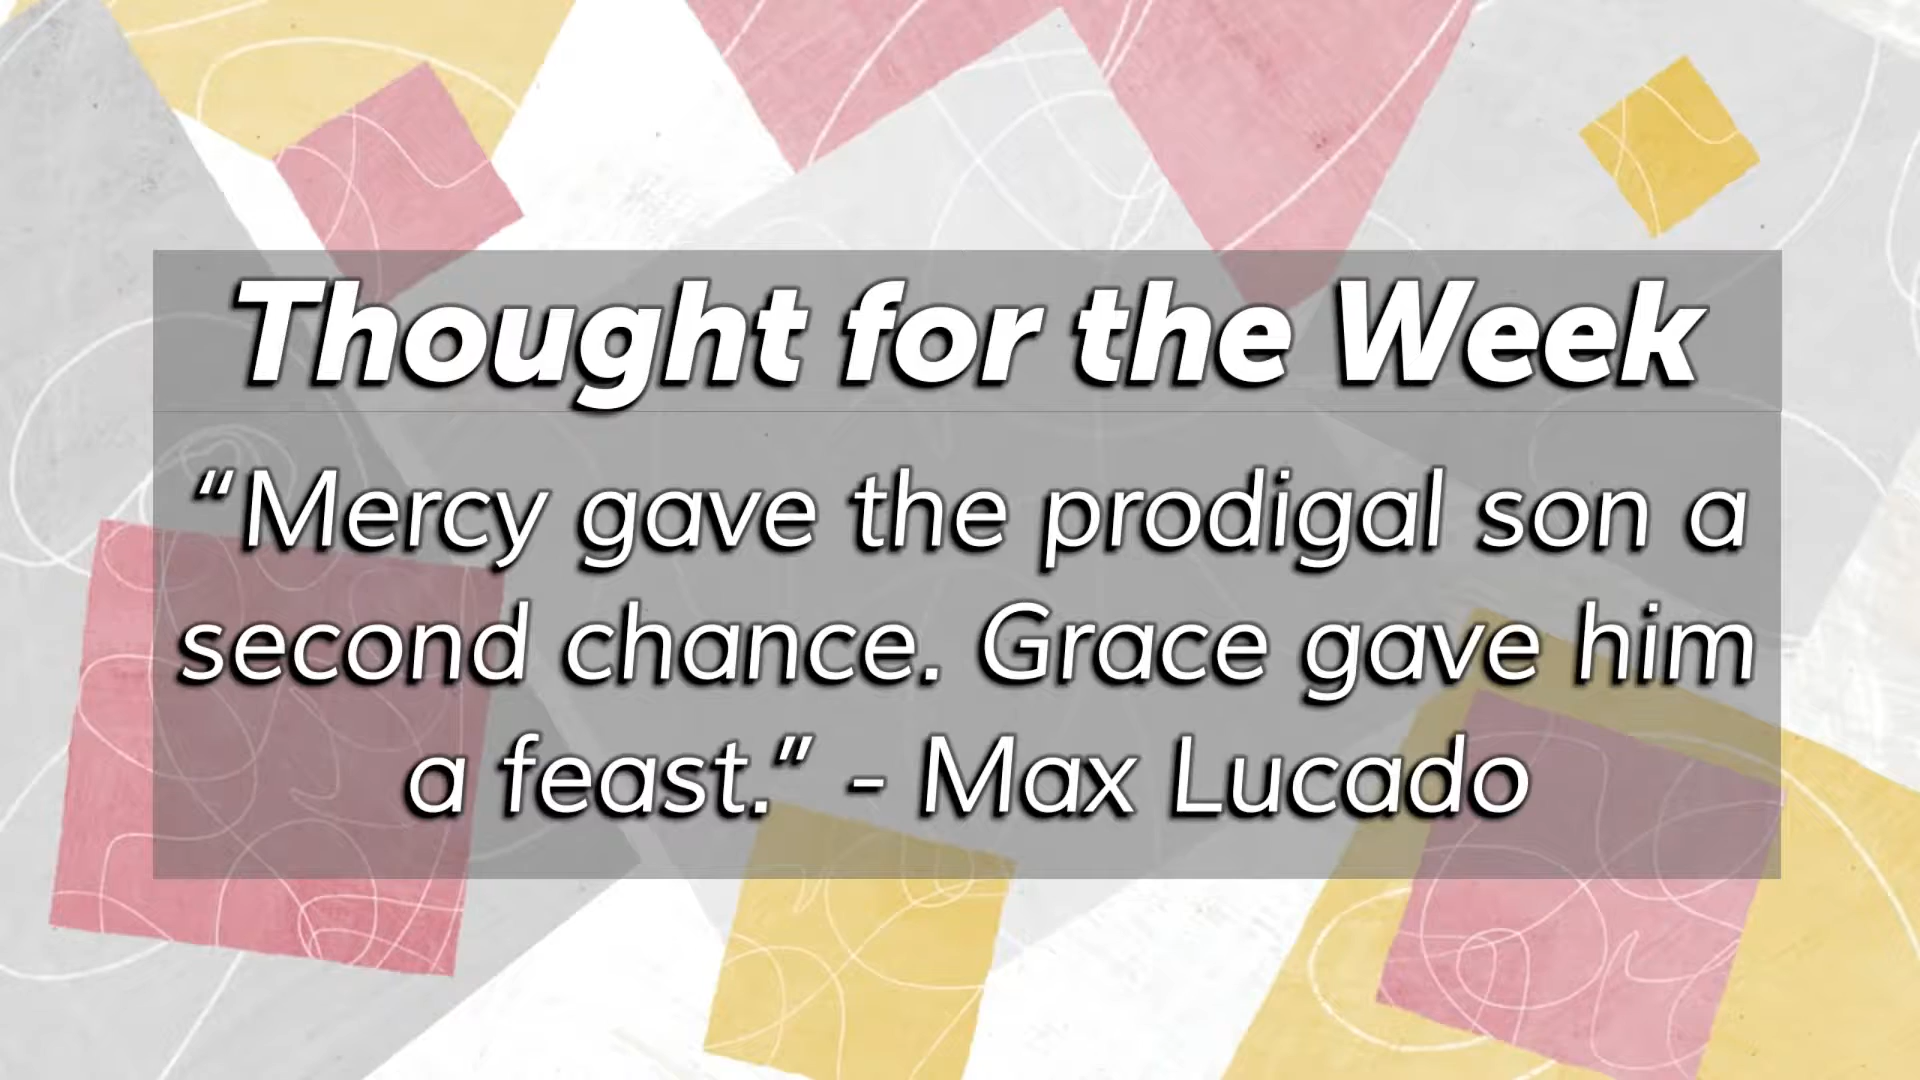 Thought for the Week
“Mercy gave the prodigal son a
second chance. Grace gave him
a feast.” - Max Lucado